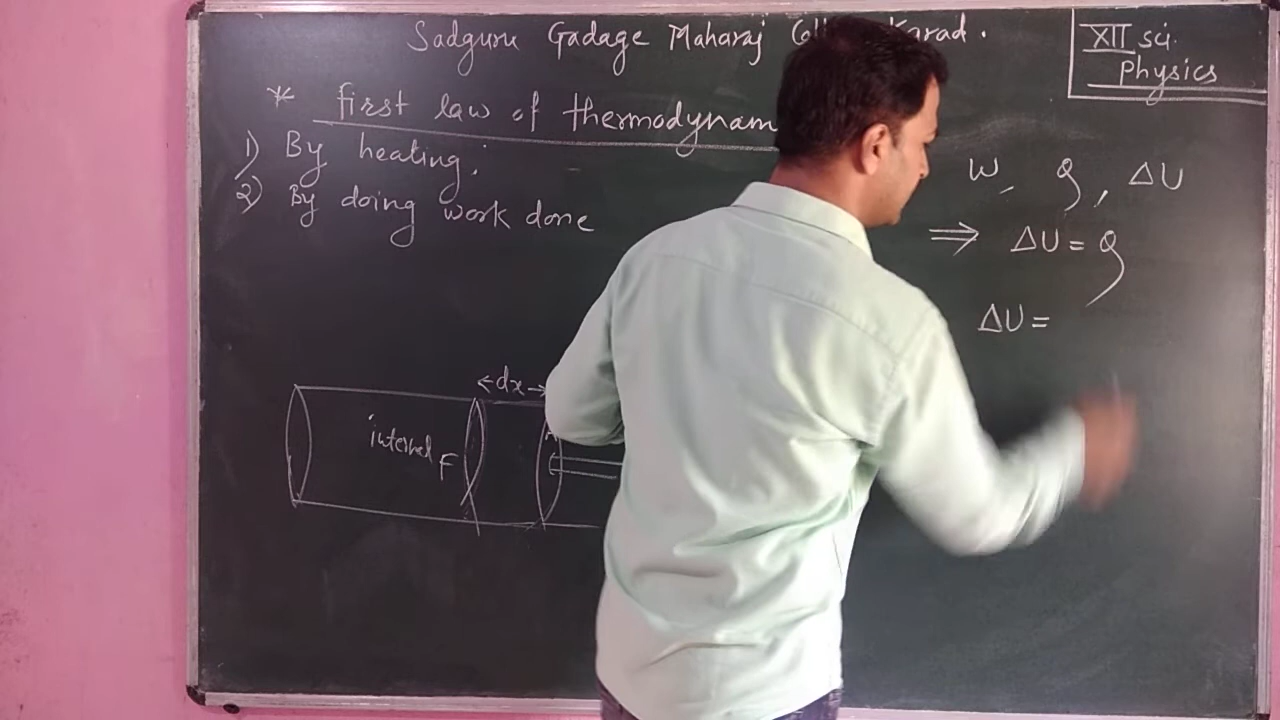 Sadguru Gadage Maharaj Coll Karad.
XII sci.
Physics
* first law of thermodynam
1) By heating.
2) By doing work done
W, Q, ΔU
⇒ ΔU = Q
ΔU =
←dx→
internal F